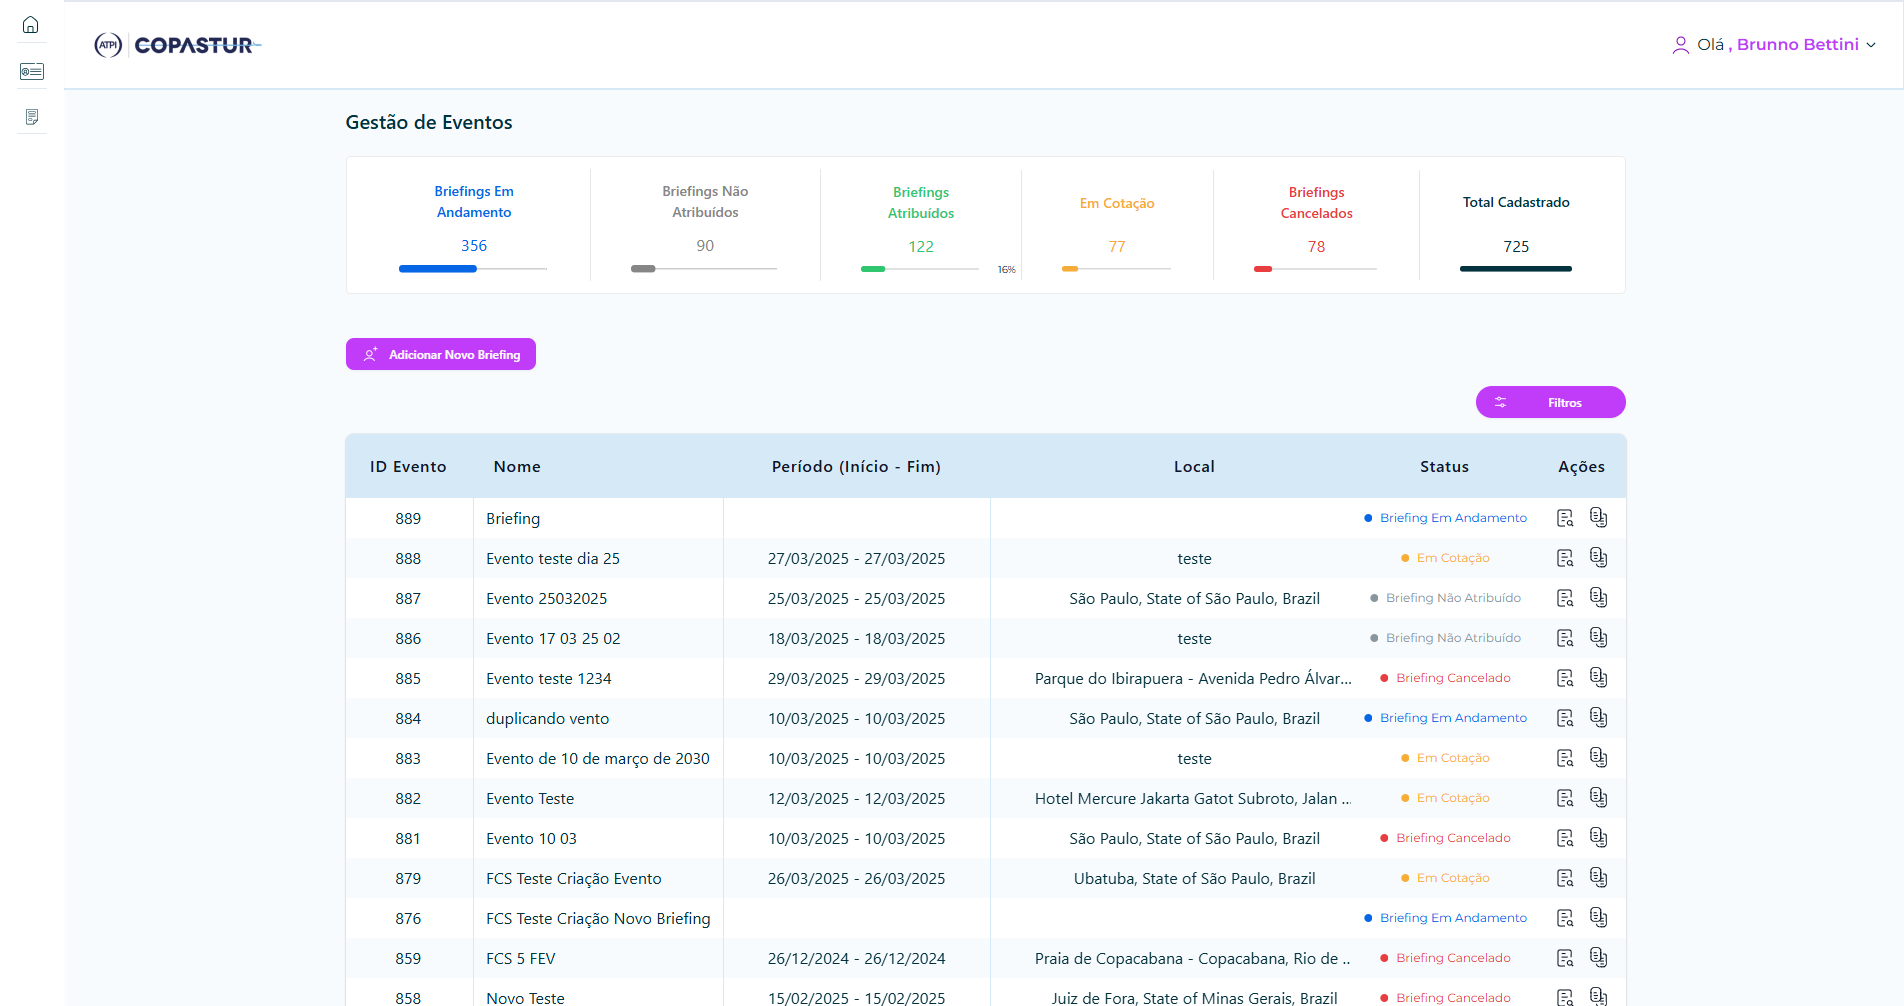 ATPI COPASTUR
Olá , Brunno Bettini
Gestão de Eventos
Briefings Em
Andamento
356
Briefings Não
Atribuídos
90
Briefings
Atribuídos
122
16%
Em Cotação
77
Briefings
Cancelados
78
Total Cadastrado
725
Adicionar Novo Briefing
Filtros
ID Evento Nome Período (Início - Fim) Local Status Ações
889 Briefing Briefing Em Andamento
888 Evento teste dia 25 27/03/2025 - 27/03/2025 teste Em Cotação
887 Evento 25032025 25/03/2025 - 25/03/2025 São Paulo, State of São Paulo, Brazil Briefing Não Atribuído
886 Evento 17 03 25 02 18/03/2025 - 18/03/2025 teste Briefing Não Atribuído
885 Evento teste 1234 29/03/2025 - 29/03/2025 Parque do Ibirapuera - Avenida Pedro Álvar... Briefing Cancelado
884 duplicando vento 10/03/2025 - 10/03/2025 São Paulo, State of São Paulo, Brazil Briefing Em Andamento
883 Evento de 10 de março de 2030 10/03/2025 - 10/03/2025 teste Em Cotação
882 Evento Teste 12/03/2025 - 12/03/2025 Hotel Mercure Jakarta Gatot Subroto, Jalan ... Em Cotação
881 Evento 10 03 10/03/2025 - 10/03/2025 São Paulo, State of São Paulo, Brazil Briefing Cancelado
879 FCS Teste Criação Evento 26/03/2025 - 26/03/2025 Ubatuba, State of São Paulo, Brazil Em Cotação
876 FCS Teste Criação Novo Briefing Briefing Em Andamento
859 FCS 5 FEV 26/12/2024 - 26/12/2024 Praia de Copacabana - Copacabana, Rio de .. Briefing Cancelado
858 Novo Teste 15/02/2025 - 15/02/2025 Juiz de Fora, State of Minas Gerais, Brazil Briefing Cancelado